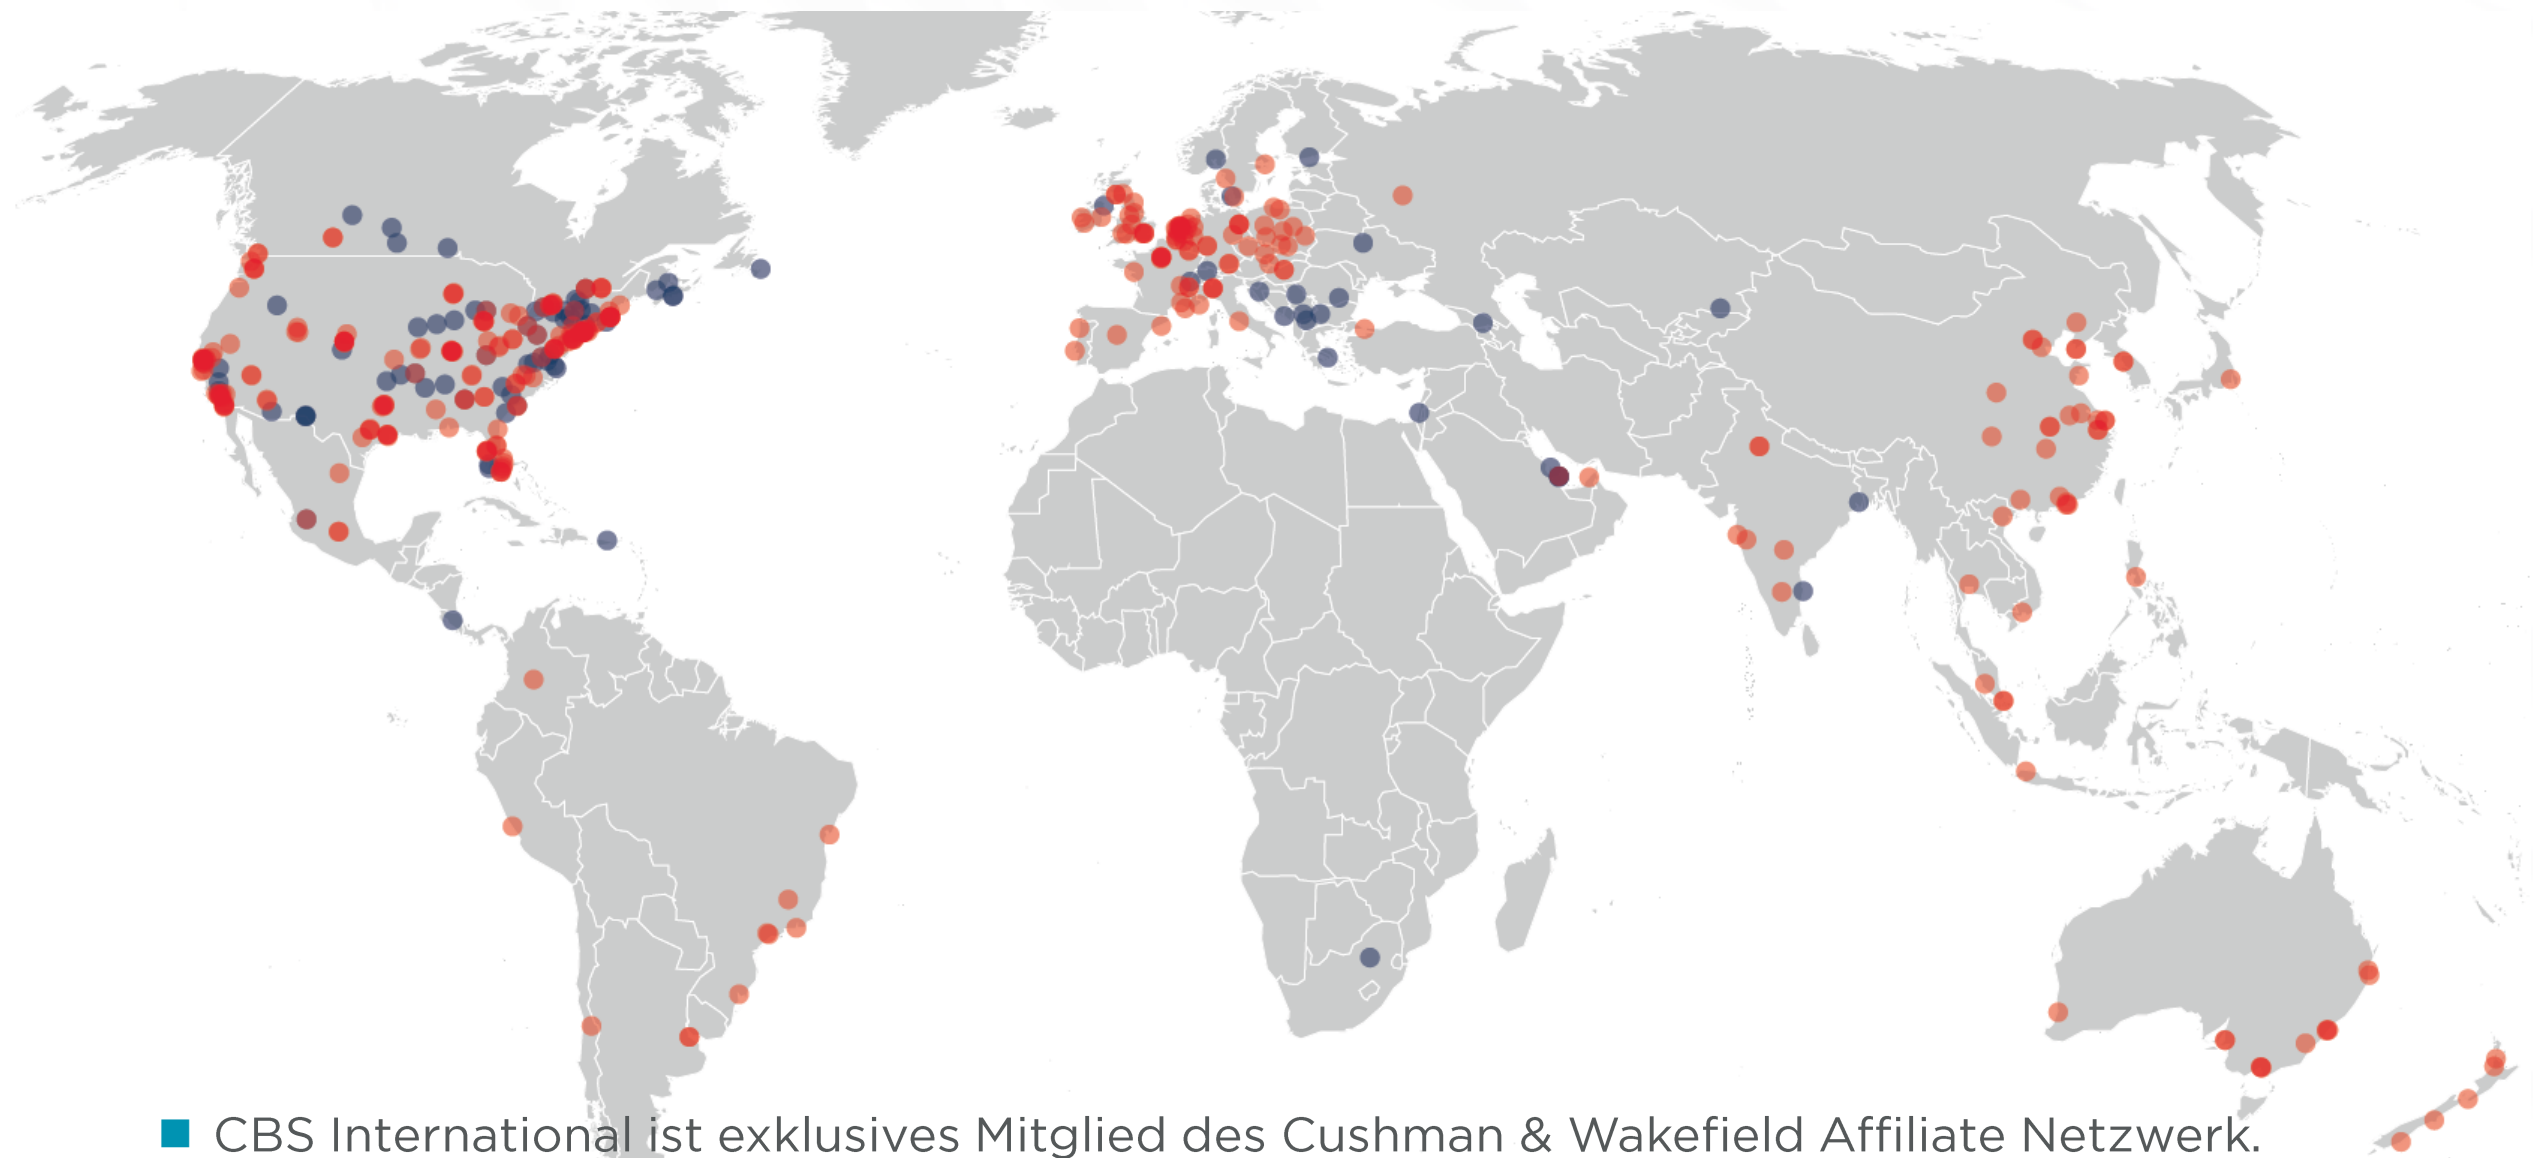 CBS International ist exklusives Mitglied des Cushman & Wakefield Affiliate Netzwerk.